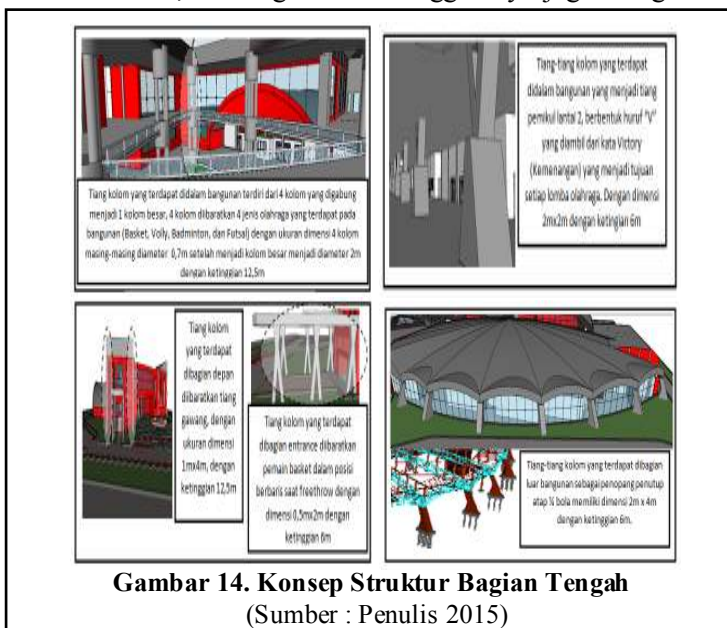 Tiang kolom yang terdapat didalam bangunan terdiri dari 4 kolom yang digabung
menjadi 1 kolom besar, 4 kolom diibaratkan 4 jenis olahraga yang terdapat pada
bangunan (Basket, Volly, Badminton, dan Futsal) dengan ukuran dimensi 4 kolom
masing-masing diameter 0,7m setelah menjadi kolom besar menjadi diameter 2m
dengan ketinggian 12,5m
Tiang-tiang kolom yang terdapat
didalam bangunan yang menjadi tiang
pemikul lantai 2, berbentuk huruf "V"
yang diambil dari kata Victory
(Kemenangan) yang menjadi tujuan
setiap lomba olahraga. Dengan dimensi
2mx2m dengan ketingian 6m
Tiang kolom
yang terdapat
dibagian depan
diibaratkan tiang
gawang, dengan
ukuran dimensi
1mx4m, dengan
ketinggian 12,5m
Tiang kolom yang terdapat
dibagian entrance diibaratkan
pemain basket dalam posisi
berbaris saat freethrow dengan
dimensi 0,5mx2m dengan
ketinggian 6m
Tiang-tiang kolom yang terdapat dibagian
luar bangunan sebagai penopang penutup
atap bola memiliki dimensi 2m x 4m
dengan ketinggian 6m.
Gambar 14. Konsep Struktur Bagian Tengah
(Sumber : Penulis 2015)